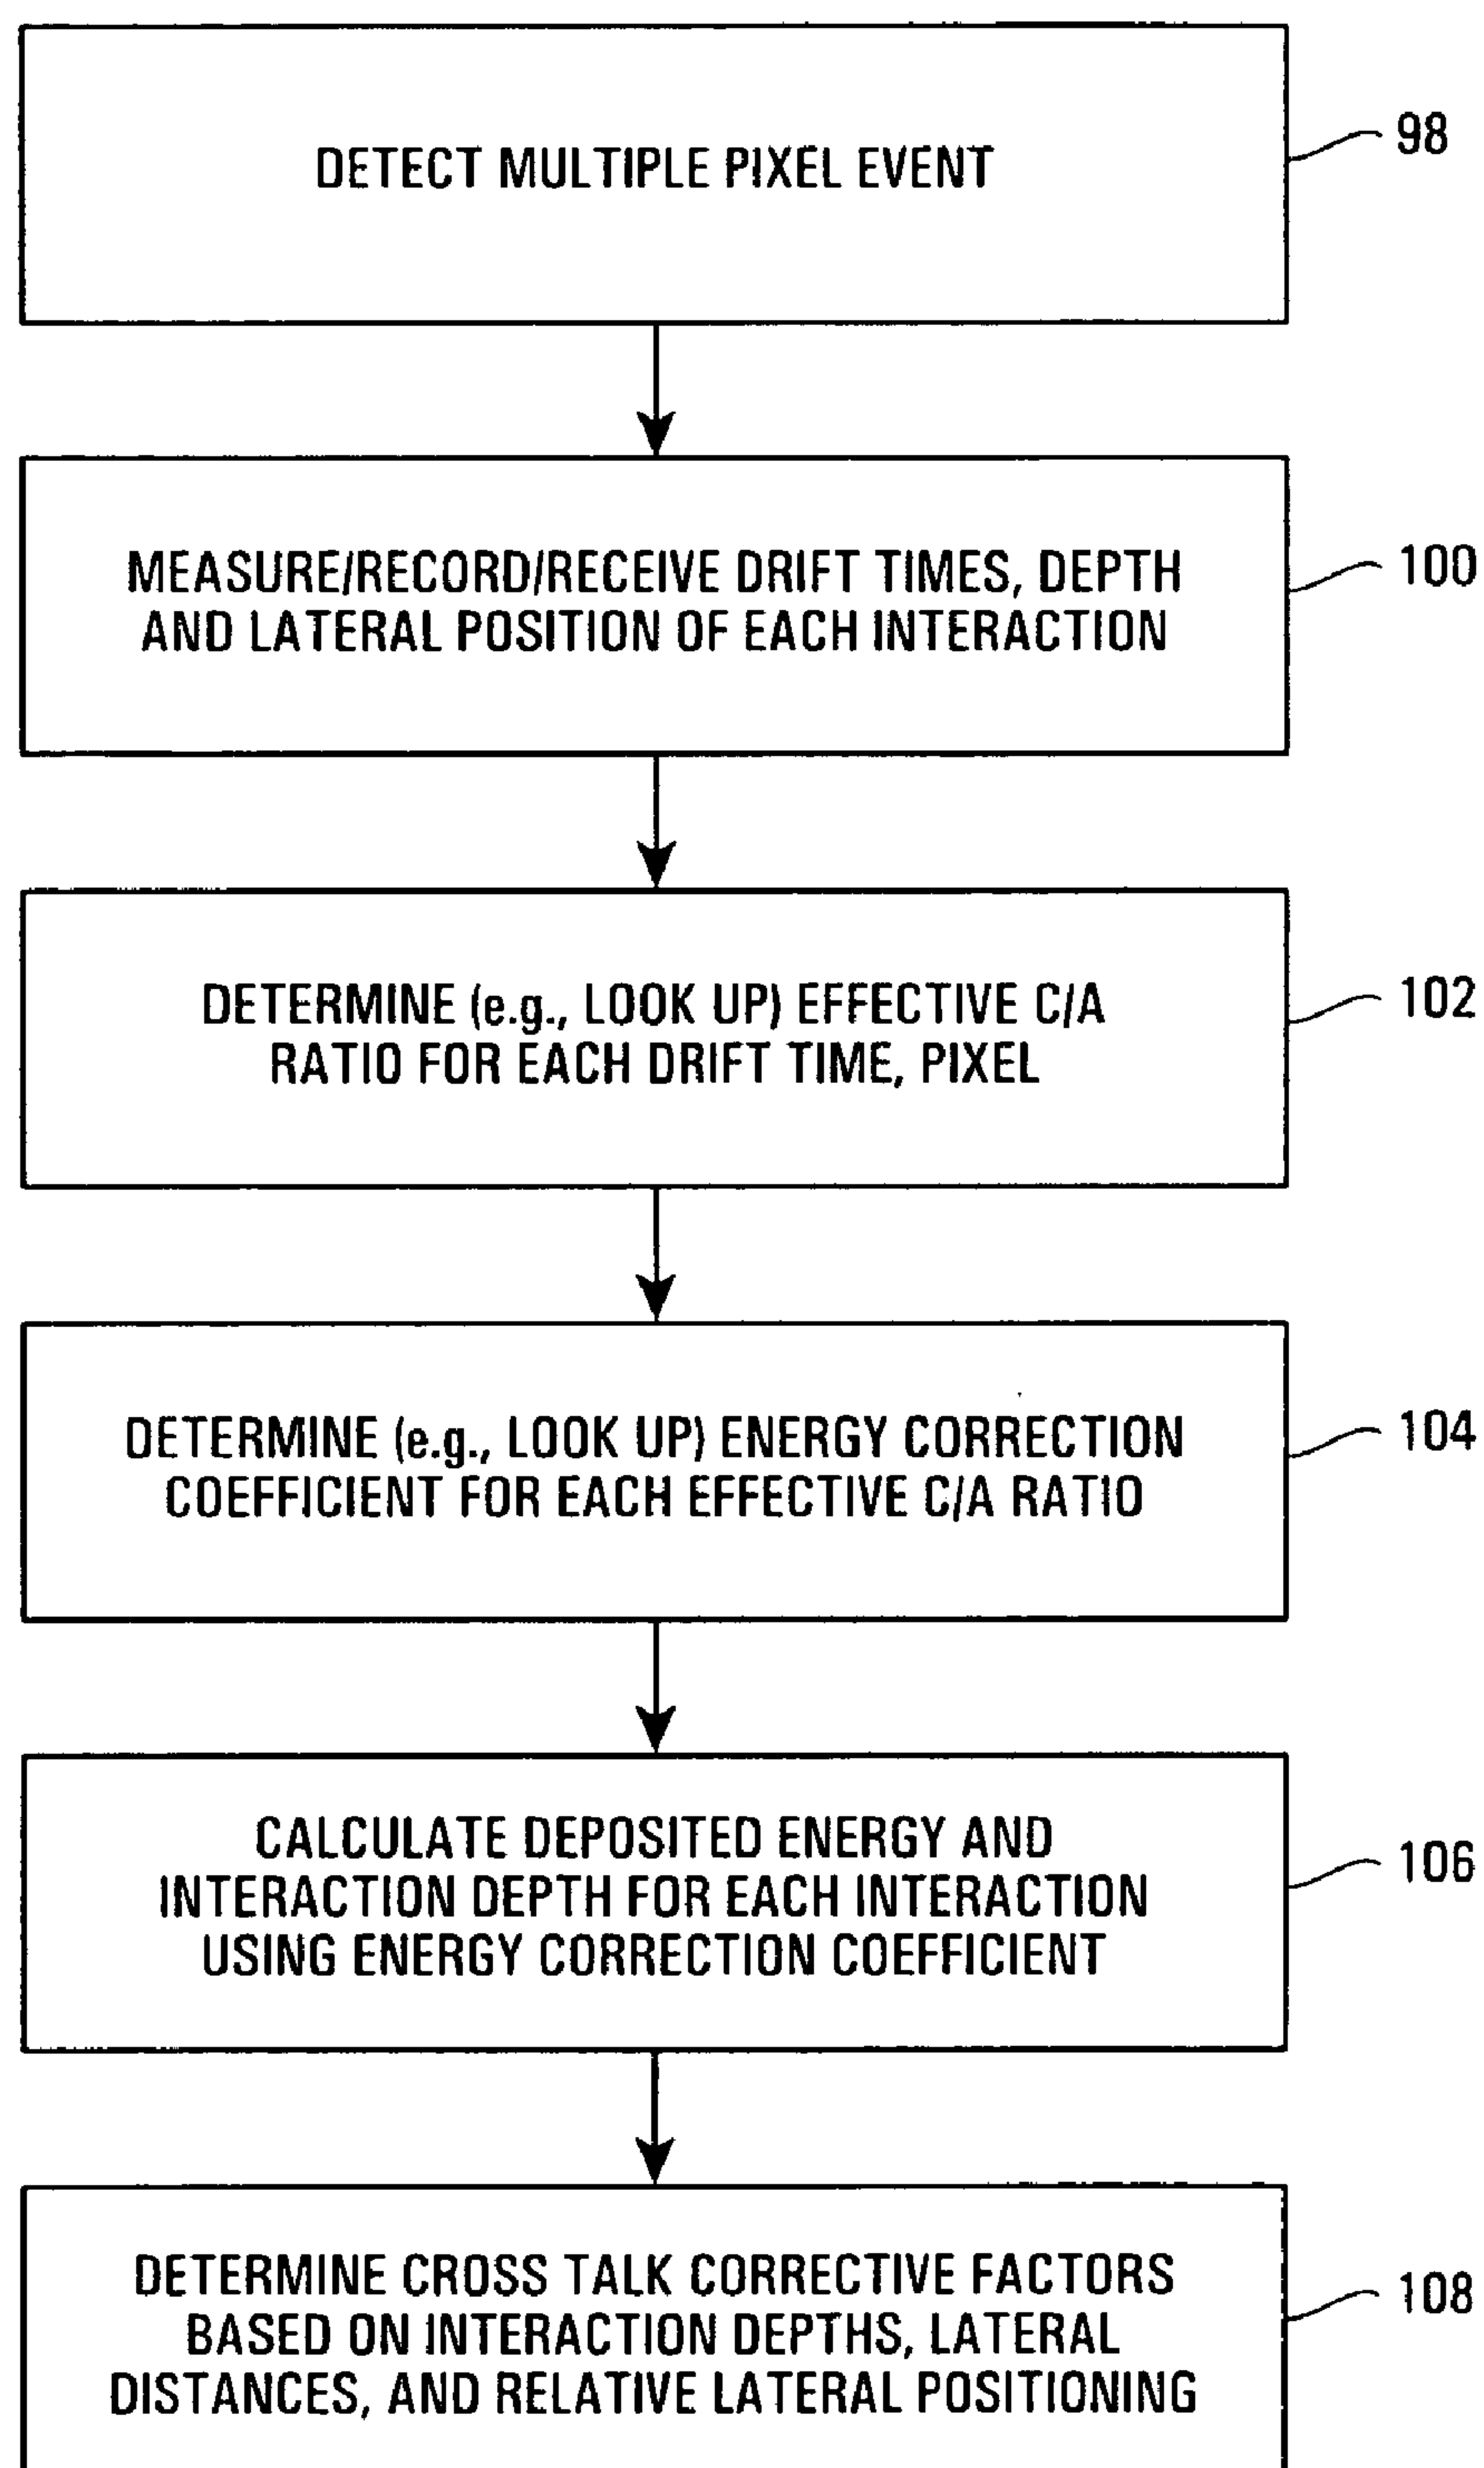 DETECT MULTIPLE PIXEL EVENT
98
MEASURE/RECORD/RECEIVE DRIFT TIMES, DEPTH
AND LATERAL POSITION OF EACH INTERACTION
100
DETERMINE (e.g., LOOK UP) EFFECTIVE C/A
RATIO FOR EACH DRIFT TIME, PIXEL
102
DETERMINE (e.g., LOOK UP) ENERGY CORRECTION
COEFFICIENT FOR EACH EFFECTIVE C/A RATIO
104
CALCULATE DEPOSITED ENERGY AND
INTERACTION DEPTH FOR EACH INTERACTION
USING ENERGY CORRECTION COEFFICIENT
106
DETERMINE CROSS TALK CORRECTIVE FACTORS
BASED ON INTERACTION DEPTHS, LATERAL
DISTANCES, AND RELATIVE LATERAL POSITIONING
108